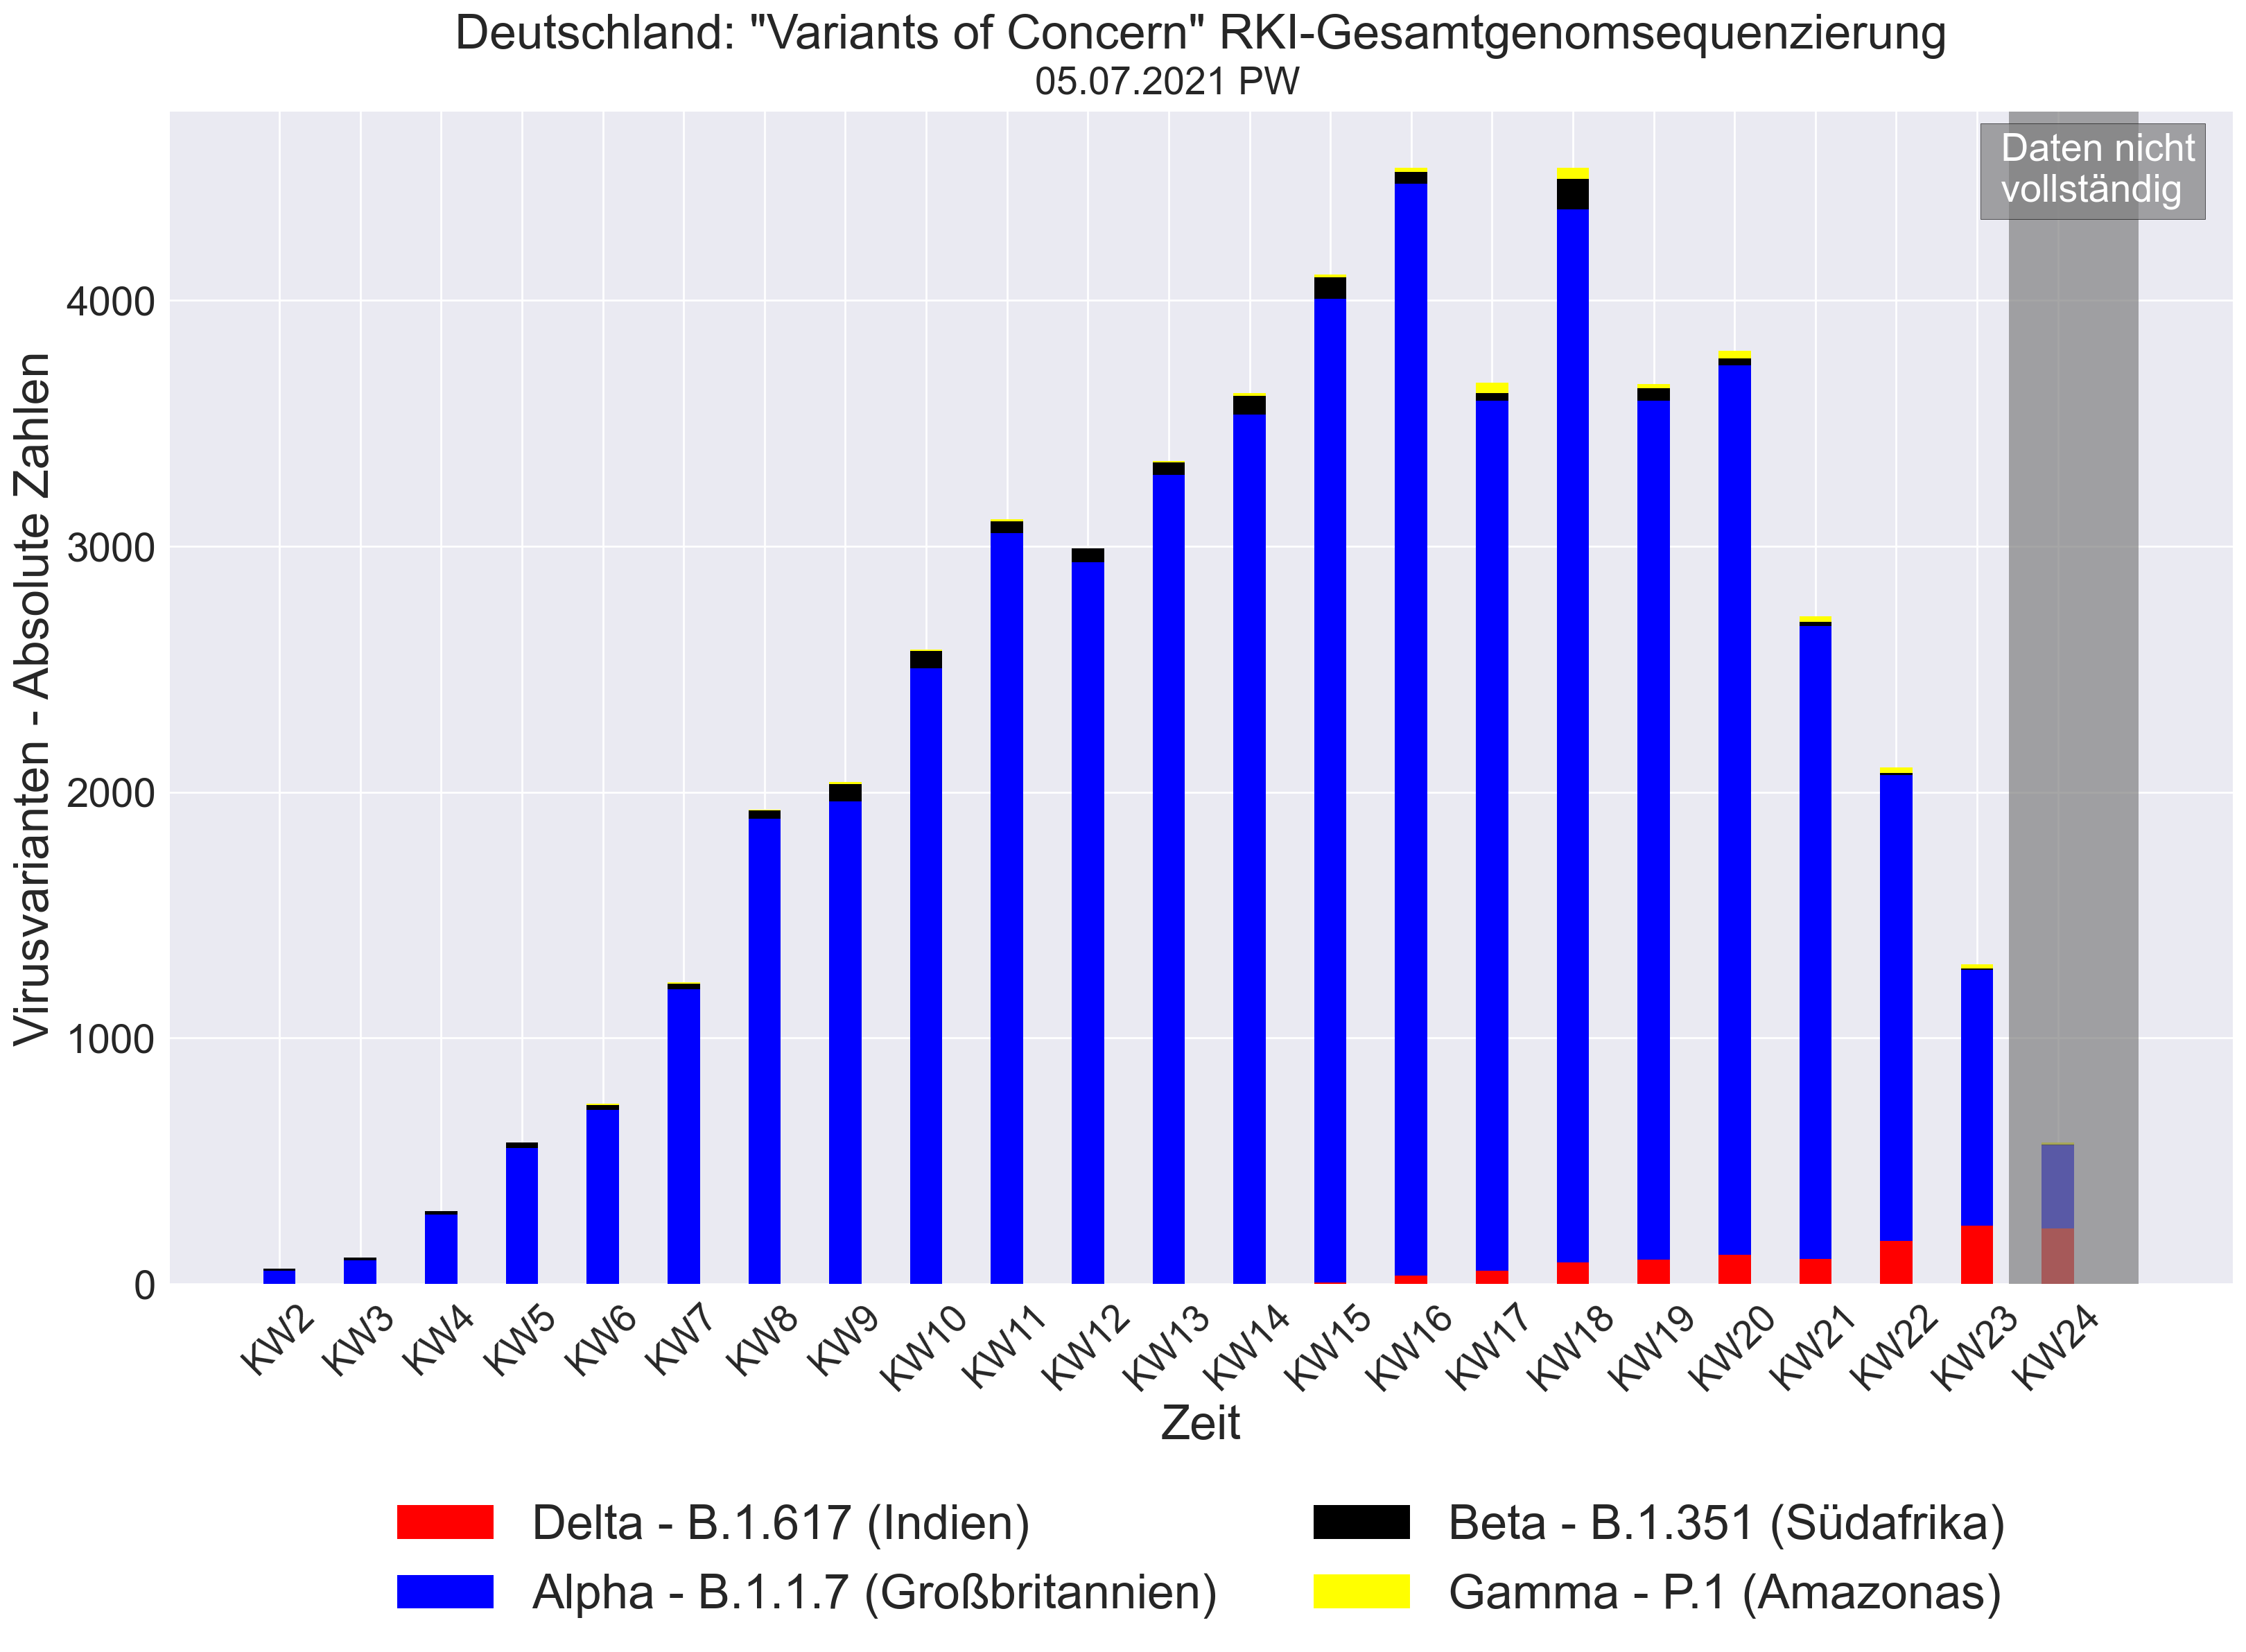 Deutschland: "Variants of Concern" RKI-Gesamtgenomsequenzierung
05.07.2021 PW
Daten nicht
vollständig
Virusvarianten - Absolute Zahlen
4000
3000
2000
1000
0
KW2
KW3
KW4
KW5
KW6
KW7
KW8
KW9
KW10
KW11
KW12
KW13
KW14
KW15
KW16
KW17
KW18
KW19
KW20
KW21
KW22
KW23
KW24
Zeit
Delta - B.1.617 (Indien)
Alpha - B.1.1.7 (Großbritannien)
Beta - B.1.351 (Südafrika)
Gamma - P.1 (Amazonas)